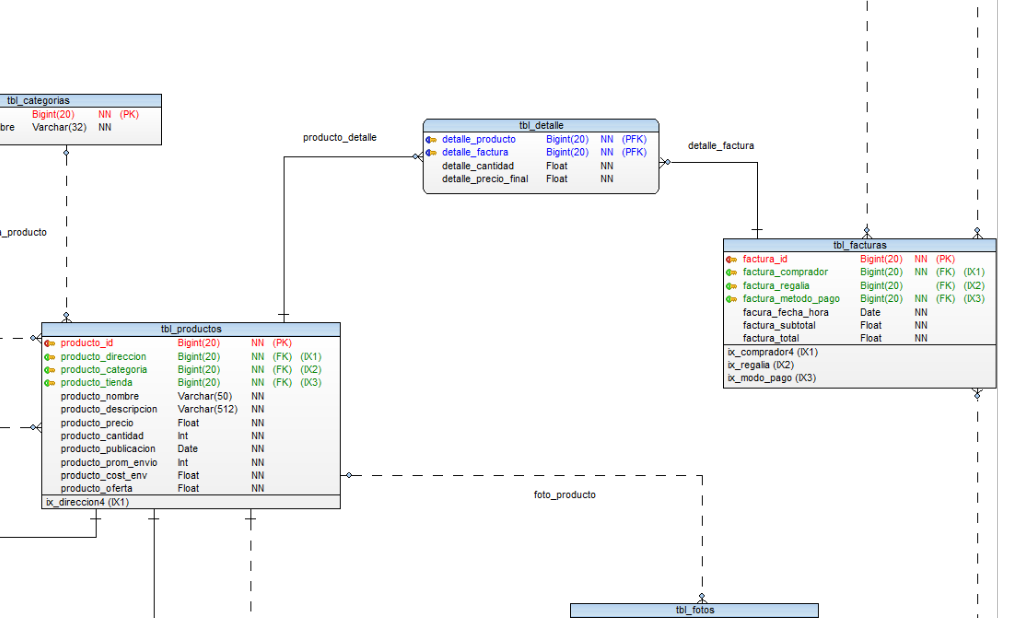 tbl_categorias
Bigint(20) NN (PK)
bre Varchar(32) NN
_producto
producto_detalle
tbl_detalle
detalle_producto Bigint(20) NN (PFK)
detalle_factura Bigint(20) NN (PFK)
detalle_cantidad Float NN
detalle_precio_final Float NN
detalle_factura
tbl_facturas
factura_id Bigint(20) NN (PK)
factura_comprador Bigint(20) NN (FK) (IX1)
factura_regalia Bigint(20) (FK) (IX2)
factura_metodo_pago Bigint(20) NN (FK) (IX3)
facura_fecha_hora Date NN
factura_subtotal Float NN
factura_total Float NN
ix_comprador4 (IX1)
ix_regalia (IX2)
ix_modo_pago (IX3)
tbl_productos
producto_id Bigint(20) NN (PK)
producto_direccion Bigint(20) NN (FK) (IX1)
producto_categoria Bigint(20) NN (FK) (IX2)
producto_tienda Bigint(20) NN (FK) (IX3)
producto_nombre Varchar(50) NN
producto_descripcion Varchar(512) NN
producto_precio Float NN
producto_cantidad Int NN
producto_publicacion Date NN
producto_prom_envio Int NN
producto_cost_env Float NN
producto_oferta Float NN
ix_direccion4 (IX1)
foto_producto
tbl_fotos